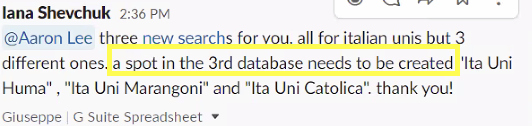 Iana Shevchuk 2:36 PM
@Aaron Lee three new searchs for you. all for italian unis but 3
different ones. a spot in the 3rd database needs to be created "Ita Uni
Huma" , "Ita Uni Marangoni" and "Ita Uni Catolica". thank you!
Giuseppe | G Suite Spreadsheet